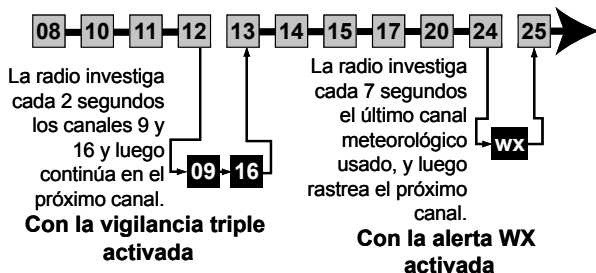 08 10 11 12 13 14 15 17 20 24 25
La radio investiga
cada 2 segundos
los canales 9 y
16 y luego
continúa en el
próximo canal.
09 16
Con la vigilancia triple
activada
La radio investiga
cada 7 segundos
el último canal
meteorológico
usado, y luego
rastrea el próximo
canal.
WX
Con la alerta WX
activada